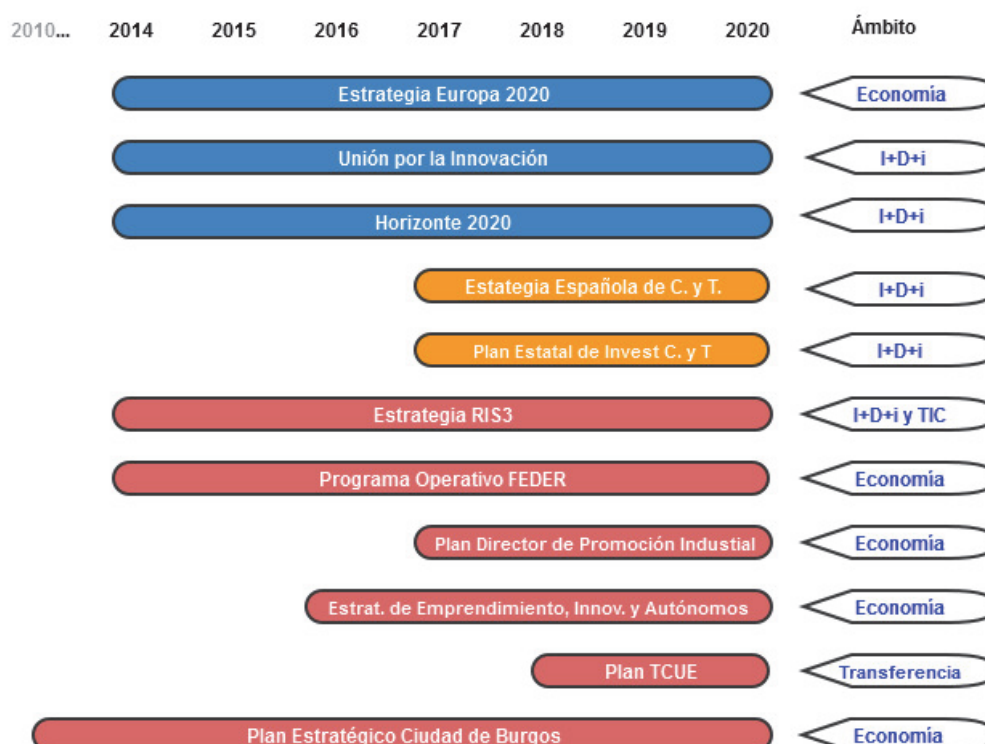 2010... 2014 2015 2016 2017 2018 2019 2020 Ámbito
Estrategia Europa 2020 Economía
Unión por la Innovación I+D+i
Horizonte 2020 I+D+i
Estategia Española de C. y T. I+D+i
Plan Estatal de Invest C. y T I+D+i
Estrategia RIS3 I+D+i y TIC
Programa Operativo FEDER Economía
Plan Director de Promoción Industial Economía
Estrat. de Emprendimiento, Innov. y Autónomos Economía
Plan TCUE Transferencia
Plan Estratégico Ciudad de Burgos Economía